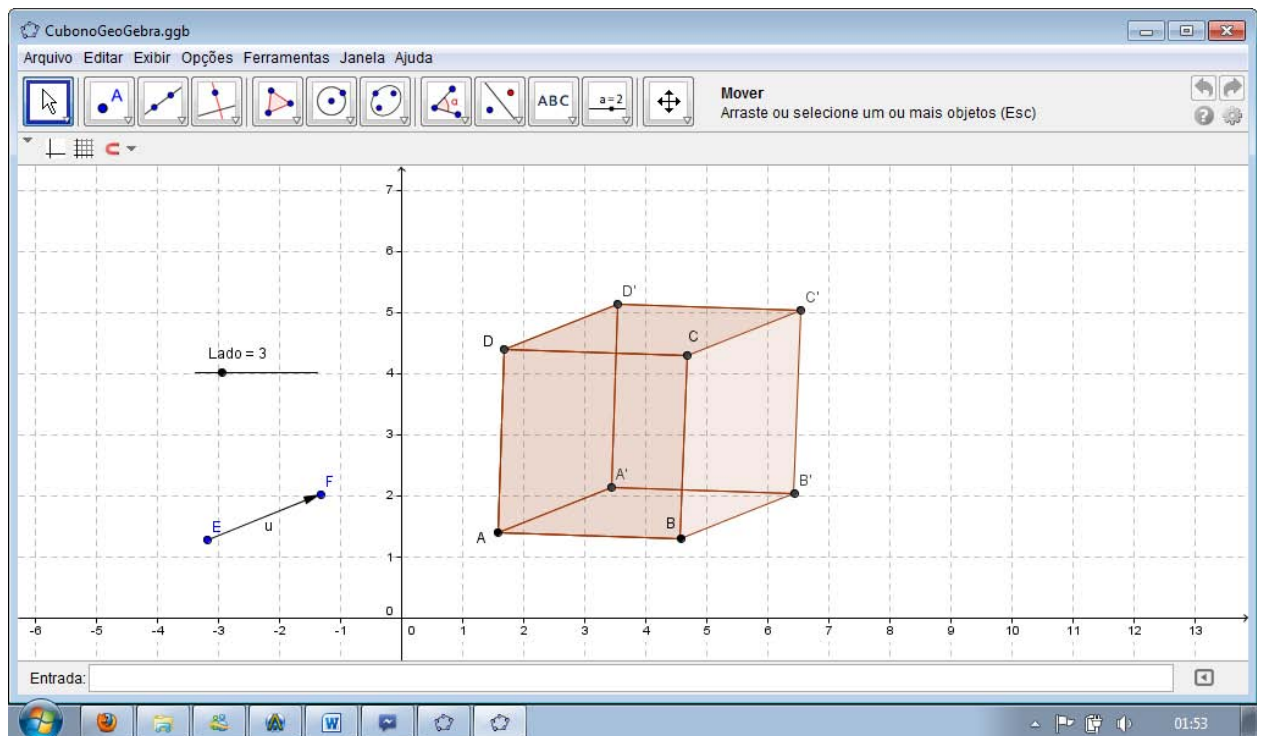 CubonoGeoGebra.ggb
Arquivo Editar Exibir Opções Ferramentas Janela Ajuda
A
α
ABC
a=2
Mover
Arraste ou selecione um ou mais objetos (Esc)
7
6
D'
C'
5
D
C
Lado = 3
4
3
F
A'
B'
2
E
u
B
A
1
0
-6 -5 -4 -3 -2 -1 0 1 2 3 4 5 6 7 8 9 10 11 12 13
Entrada:
W
01:53